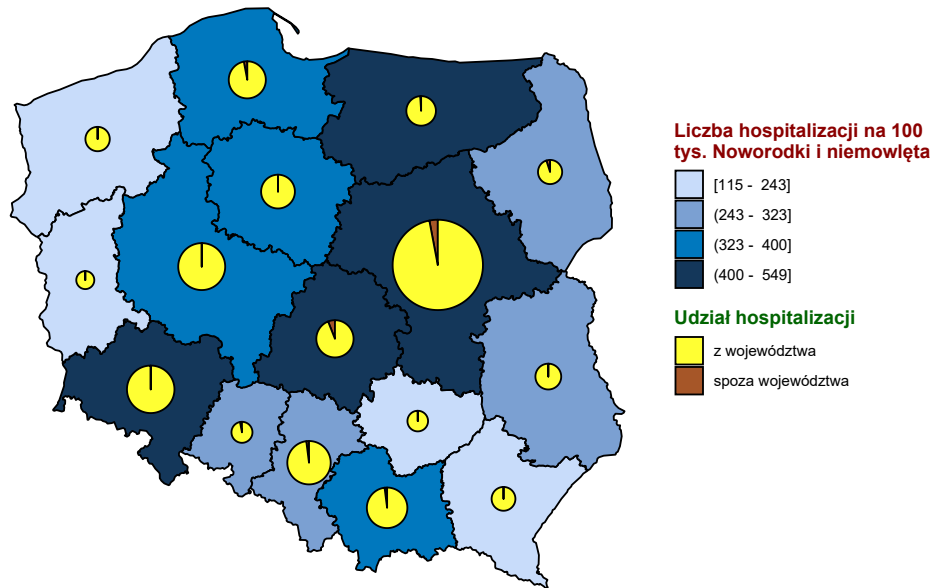 Liczba hospitalizacji na 100
tys. Noworodki i niemowlęta
[115 - 243]
(243 - 323]
(323 - 400]
(400 - 549]
Udział hospitalizacji
z województwa
spoza województwa